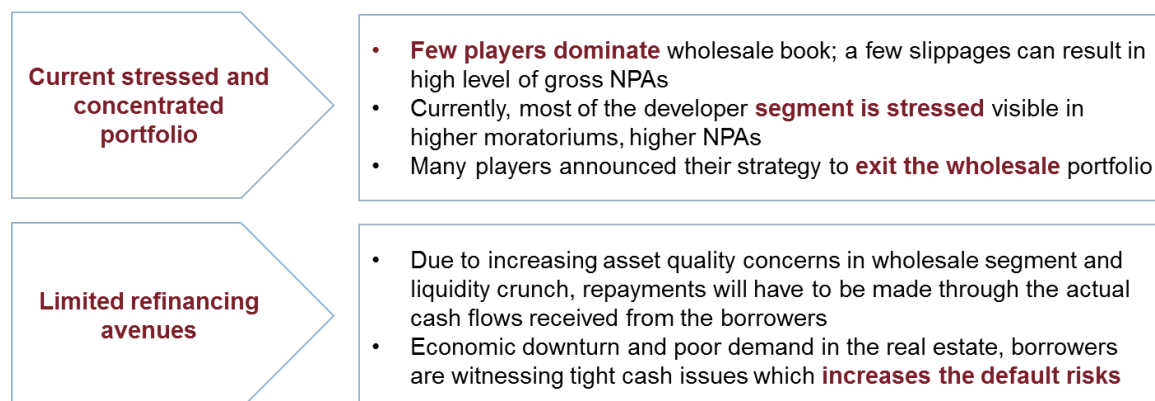 Current stressed and
concentrated
portfolio
• Few players dominate wholesale book; a few slippages can result in
high level of gross NPAs
• Currently, most of the developer segment is stressed visible in
higher moratoriums, higher NPAs
• Many players announced their strategy to exit the wholesale portfolio
Limited refinancing
avenues
• Due to increasing asset quality concerns in wholesale segment and
liquidity crunch, repayments will have to be made through the actual
cash flows received from the borrowers
• Economic downturn and poor demand in the real estate, borrowers
are witnessing tight cash issues which increases the default risks